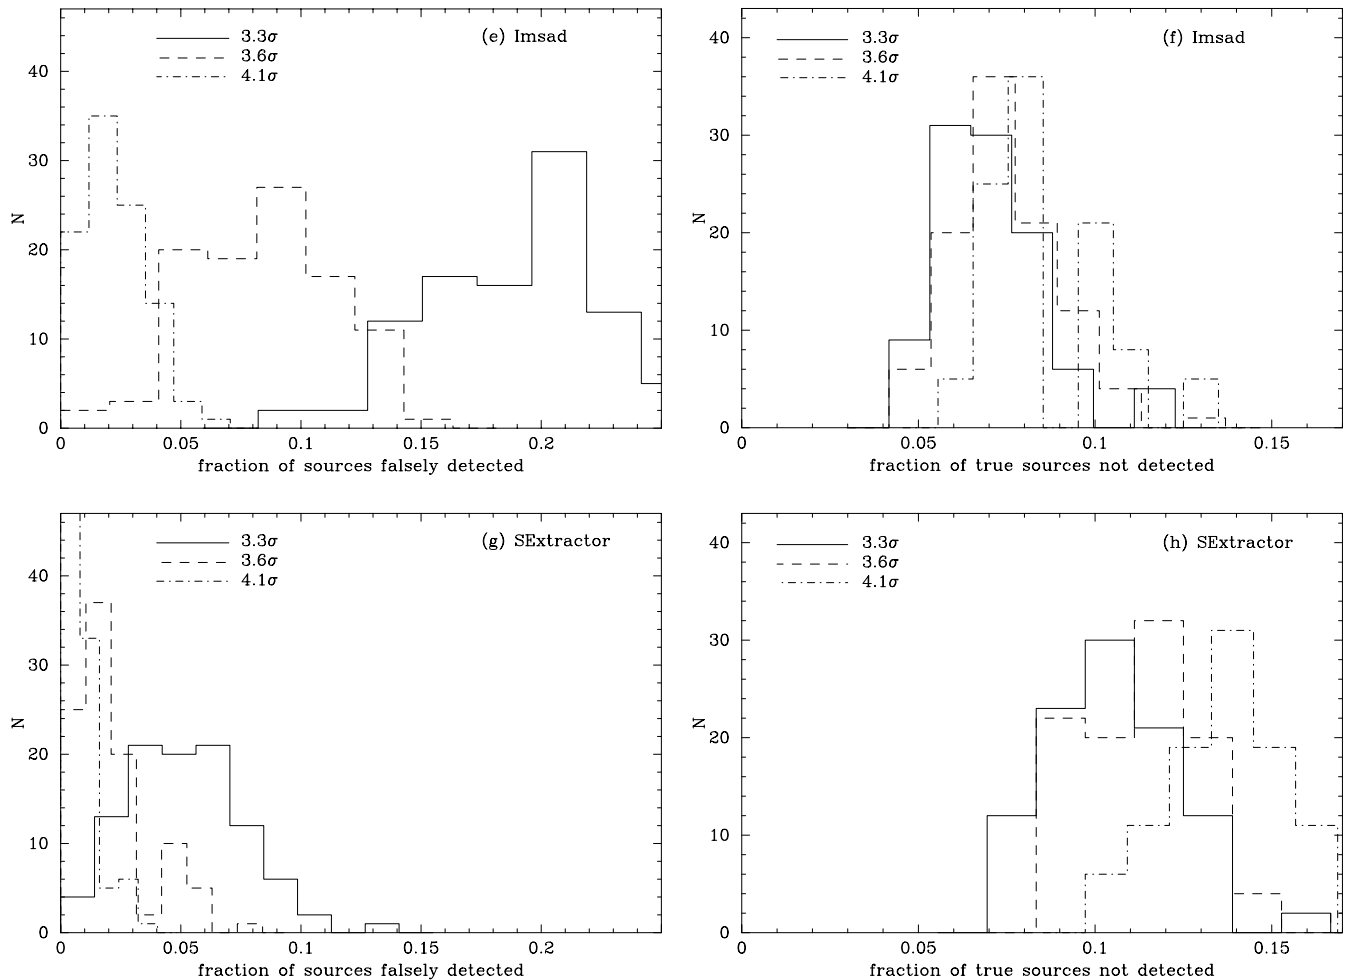 (e) Imsad
3.3σ
3.6σ
4.1σ
40
30
20
10
0
N
0 0.05 0.1 0.15 0.2
fraction of sources falsely detected
(f) Imsad
3.3σ
3.6σ
4.1σ
40
30
20
10
0
N
0 0.05 0.1 0.15
fraction of true sources not detected
(g) SExtractor
3.3σ
3.6σ
4.1σ
40
30
20
10
0
N
0 0.05 0.1 0.15 0.2
fraction of sources falsely detected
(h) SExtractor
3.3σ
3.6σ
4.1σ
40
30
20
10
0
N
0 0.05 0.1 0.15
fraction of true sources not detected